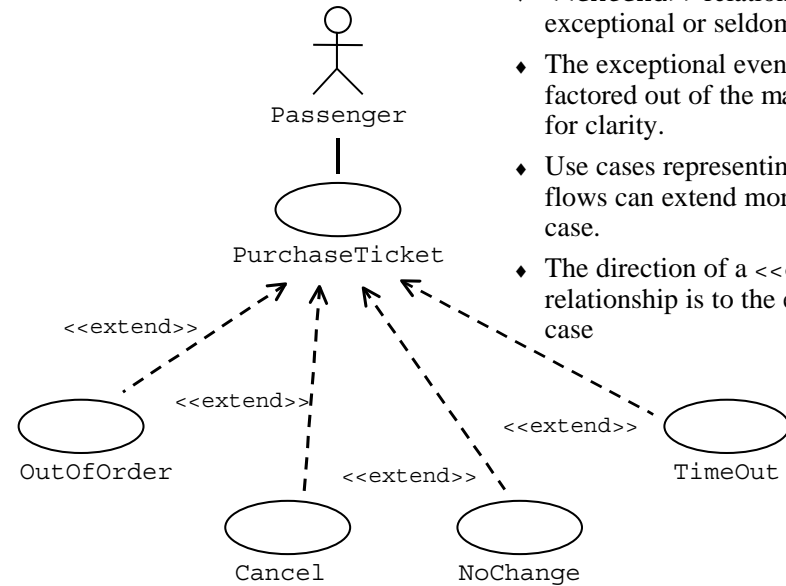 exceptional or seldom
Passenger
♦ The exceptional even
factored out of the ma
for clarity.
♦ Use cases representin
flows can extend mor
case.
PurchaseTicket
♦ The direction of a <<e
relationship is to the e
case
<<extend>>
<<extend>>
<<extend>>
<<extend>>
OutOfOrder
TimeOut
Cancel
NoChange